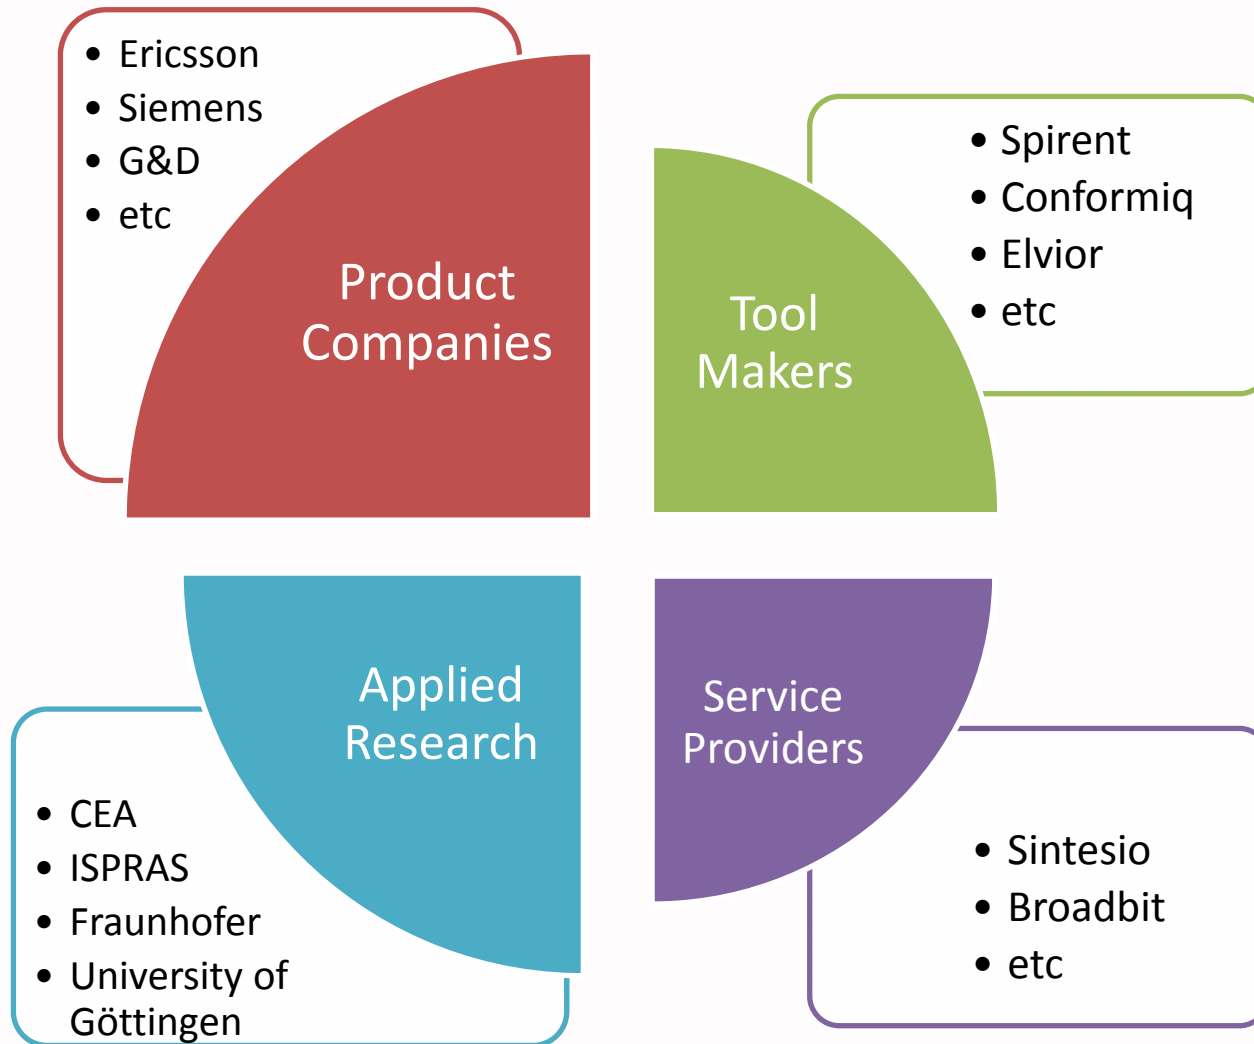 • Ericsson
• Siemens
• G&D
• etc
Product
Companies
• Spirent
• Conformiq
• Elvior
• etc
Tool
Makers
Applied
Research
• CEA
• ISPRAS
• Fraunhofer
• University of
Göttingen
Service
Providers
• Sintesio
• Broadbit
• etc